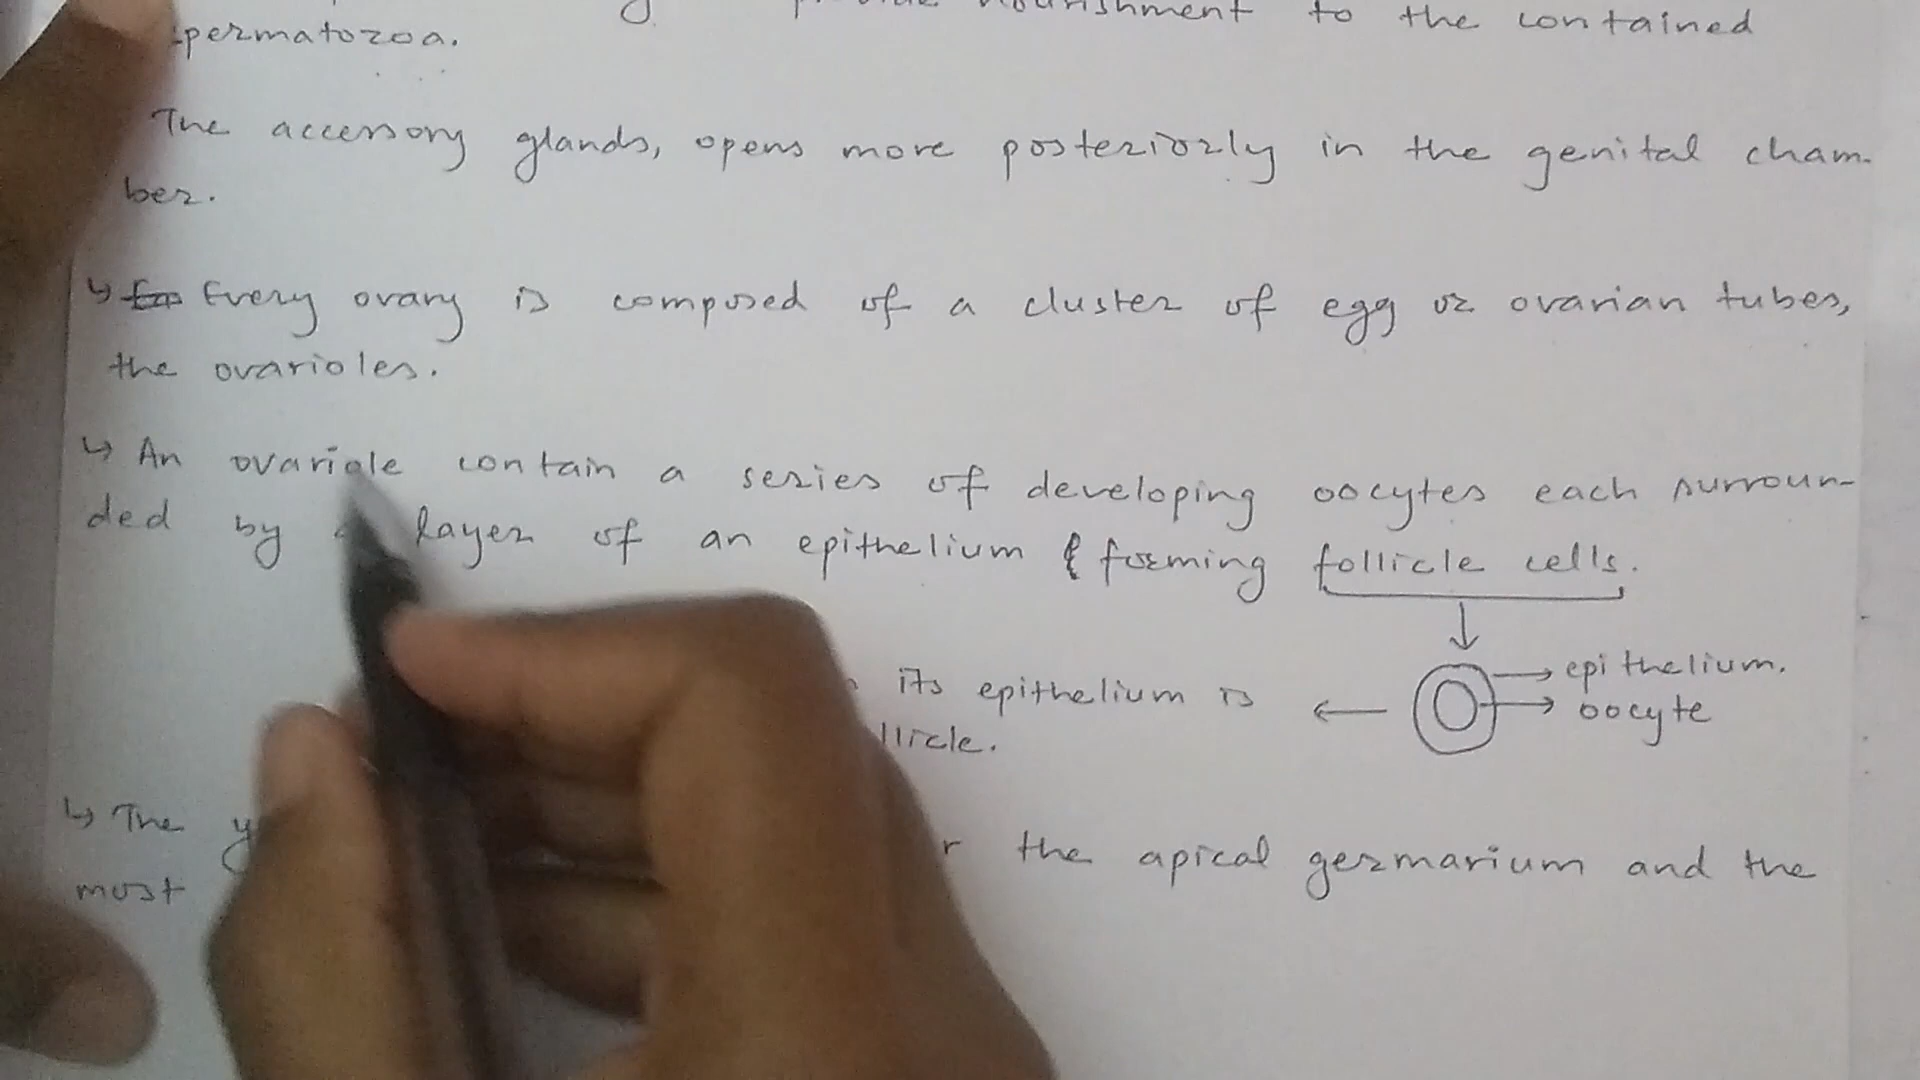 nourishment to the contained
spermatozoa.
The accessory glands, opens more posteriorly in the genital cham-
ber.
↳ Every ovary is composed of a cluster of egg or ovarian tubes,
the ovarioles.
↳ An ovariole contain a series of developing oocytes each surroun-
ded by a layer of an epithelium & forming follicle cells.
its epithelium is ← → epithelium.
→ oocyte
↳ The
the apical germarium and the
most